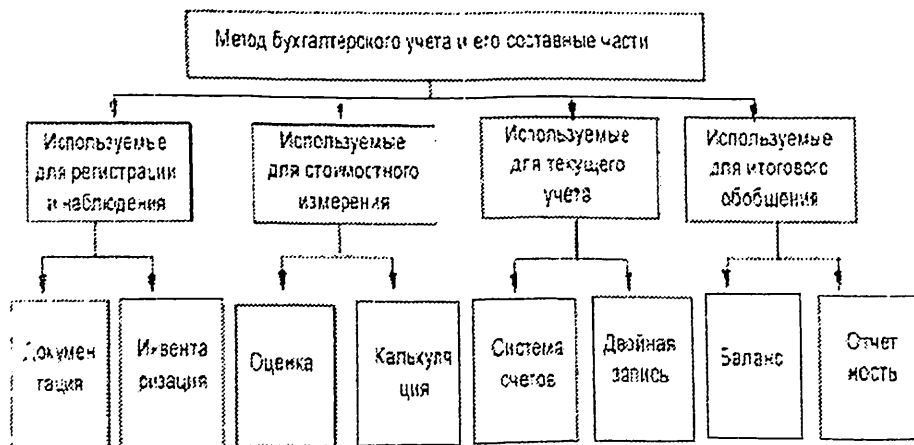 Метод бухгалтерского учета и его составные части
Используемые
для регистрации
и наблюдения
Используемые
для стоимостного
измерения
Используемые
для текущего
учета
Используемые
для итогового
обобщения
Докумен
тация
Инвента
ризация
Оценка
Калькуля
ция
Система
счетов
Двойная
запись
Баланс
Отчет
ность